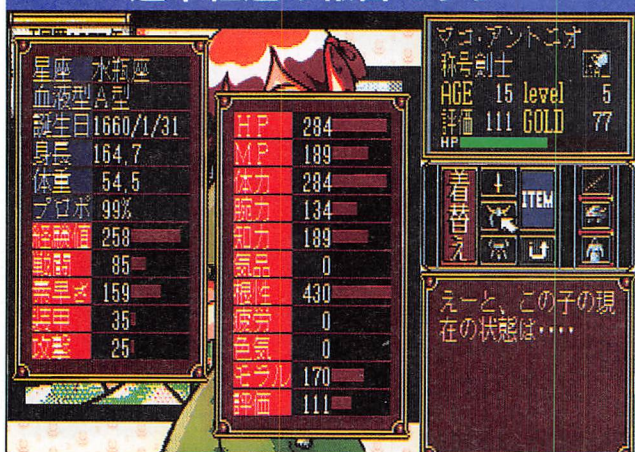 星座 水瓶座
血液型 A型
誕生日 1660/1/31
身長 164.7
体重 54.5
プロポ 99%
経験値 258
戦闘 85
素早さ 159
装甲 35
攻撃 25
HP 284
MP 189
体力 284
腕力 134
知力 189
気品 0
根性 430
疲労 0
色気 0
モラル 170
評価 111
マコ・アントニオ
称号 剣士
AGE 15 level 5
評価 111 GOLD 77
HP
着替え
ITEM
えーと、この子の現
在の状態は‥‥